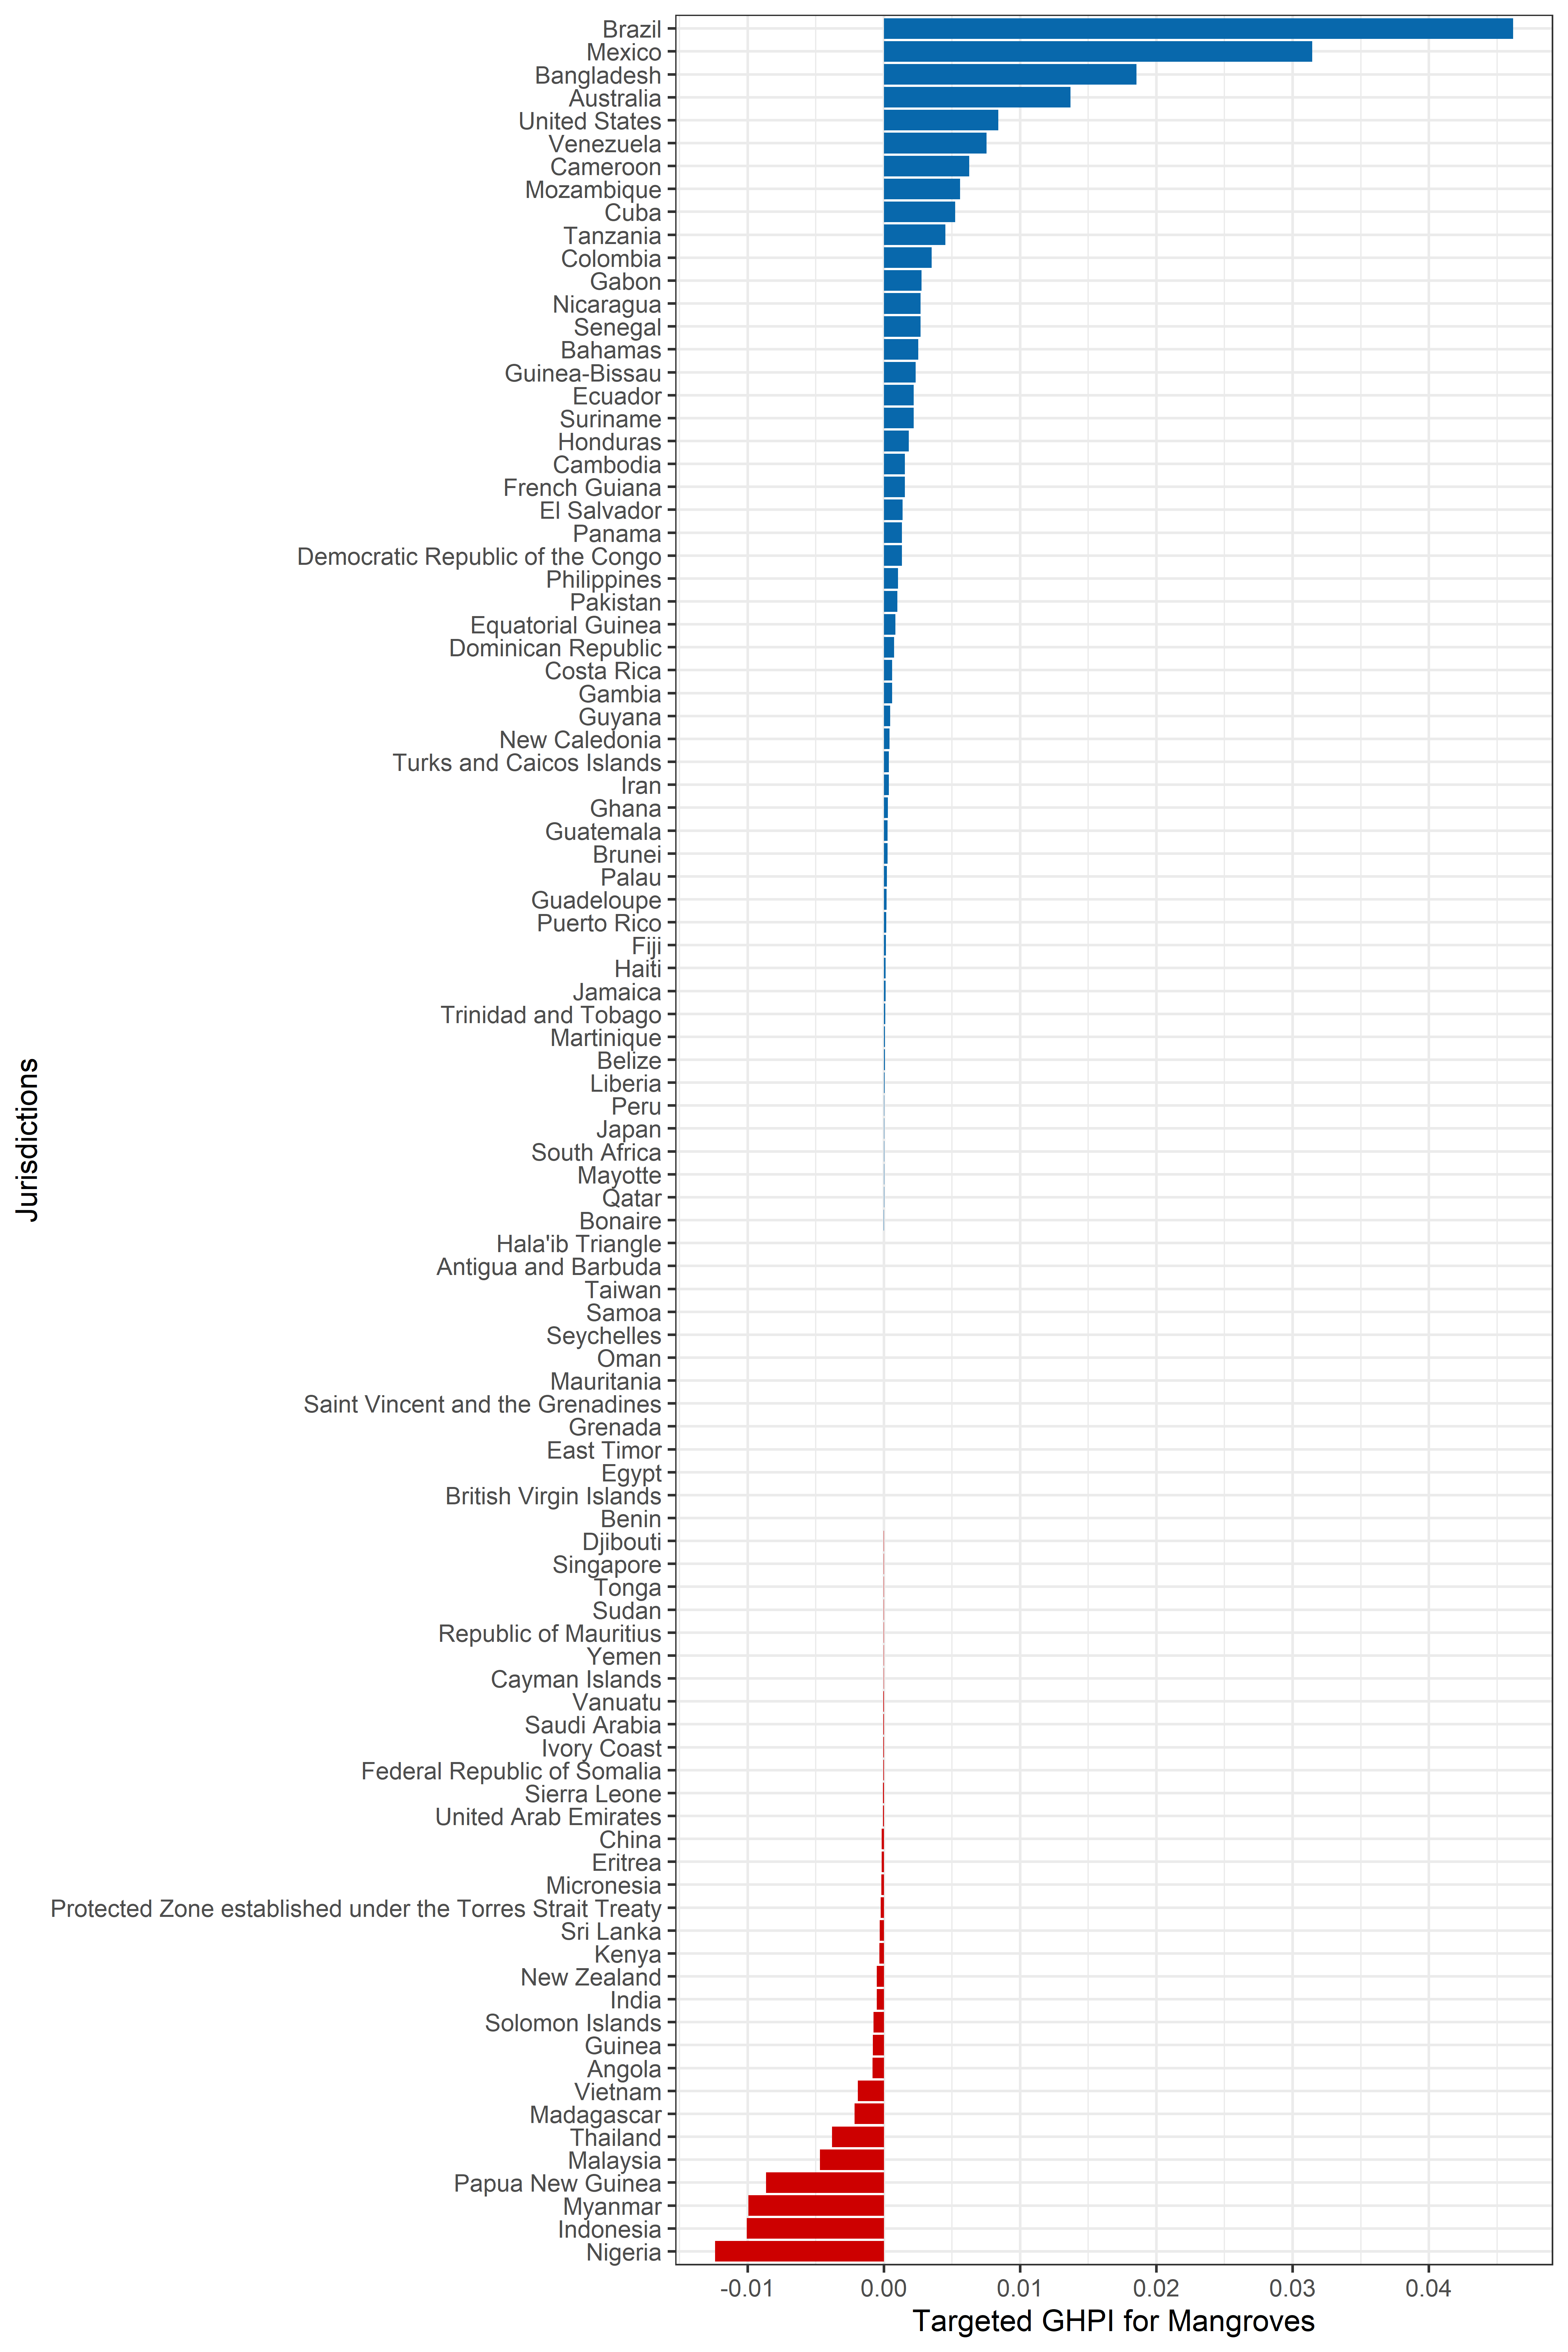 Brazil
Mexico
Bangladesh
Australia
United States
Venezuela
Cameroon
Mozambique
Cuba
Tanzania
Colombia
Gabon
Nicaragua
Senegal
Bahamas
Guinea-Bissau
Ecuador
Suriname
Honduras
Cambodia
French Guiana
El Salvador
Panama
Democratic Republic of the Congo
Philippines
Pakistan
Equatorial Guinea
Dominican Republic
Costa Rica
Gambia
Guyana
New Caledonia
Turks and Caicos Islands
Iran
Ghana
Guatemala
Brunei
Palau
Guadeloupe
Puerto Rico
Fiji
Haiti
Jamaica
Trinidad and Tobago
Martinique
Belize
Liberia
Peru
Japan
South Africa
Mayotte
Qatar
Bonaire
Hala'ib Triangle
Antigua and Barbuda
Taiwan
Samoa
Seychelles
Oman
Mauritania
Saint Vincent and the Grenadines
Grenada
East Timor
Egypt
British Virgin Islands
Benin
Djibouti
Singapore
Tonga
Sudan
Republic of Mauritius
Yemen
Cayman Islands
Vanuatu
Saudi Arabia
Ivory Coast
Federal Republic of Somalia
Sierra Leone
United Arab Emirates
China
Eritrea
Micronesia
Protected Zone established under the Torres Strait Treaty
Sri Lanka
Kenya
New Zealand
India
Solomon Islands
Guinea
Angola
Vietnam
Madagascar
Thailand
Malaysia
Papua New Guinea
Myanmar
Indonesia
Nigeria
Jurisdictions
-0.01 0.00 0.01 0.02 0.03 0.04
Targeted GHPI for Mangroves